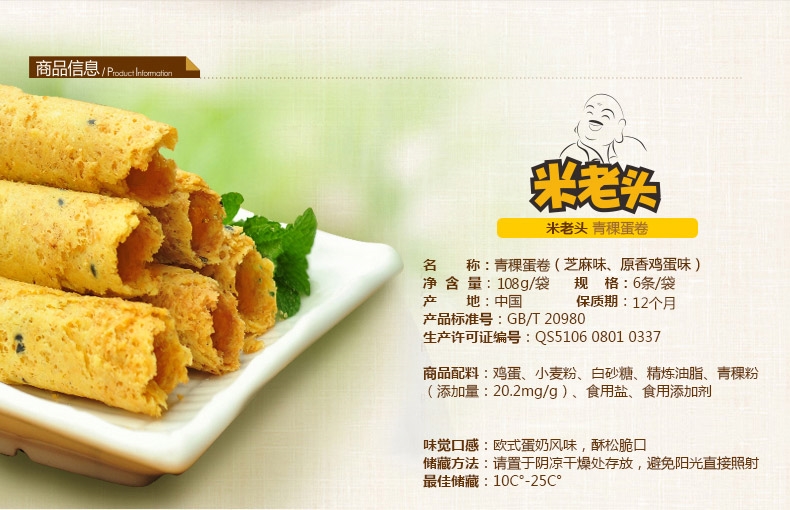 商品信息 / Product Information
米老头
米老头 青稞蛋卷
名 称：青稞蛋卷（芝麻味、原香鸡蛋味）
净 含 量：108g/袋 规 格：6条/袋
产 地：中国 保质期：12个月
产品标准号：GB/T 20980
生产许可证编号：QS5106 0801 0337
商品配料：鸡蛋、小麦粉、白砂糖、精炼油脂、青稞粉
（添加量：20.2mg/g）、食用盐、食用添加剂
味觉口感：欧式蛋奶风味，酥松脆口
储藏方法：请置于阴凉干燥处存放，避免阳光直接照射
最佳储藏：10C°-25C°